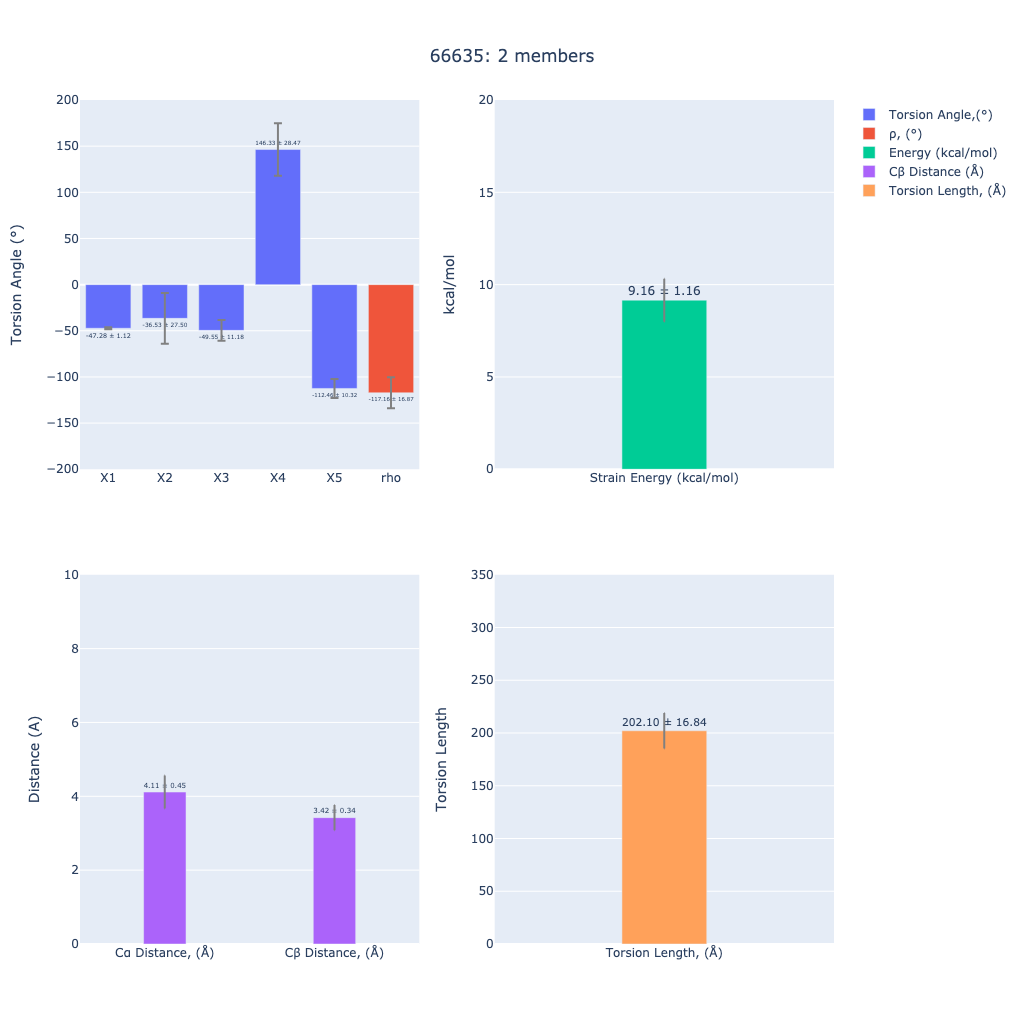 66635: 2 members
Torsion Angle (°)
200
150
100
50
0
−50
−100
−150
−200
146.33 ± 28.47
-47.28 ± 1.12
-36.53 ± 27.50
-49.55 ± 11.18
-112.46 ± 10.32
-117.16 ± 16.87
X1 X2 X3 X4 X5 rho
kcal/mol
20
15
10
5
0
9.16 ± 1.16
Strain Energy (kcal/mol)
Torsion Angle,(°)
ρ, (°)
Energy (kcal/mol)
Cβ Distance (Å)
Torsion Length, (Å)
Distance (A)
10
8
6
4
2
0
4.11 ± 0.45
3.42 ± 0.34
Cα Distance, (Å) Cβ Distance, (Å)
Torsion Length
350
300
250
200
150
100
50
0
202.10 ± 16.84
Torsion Length, (Å)